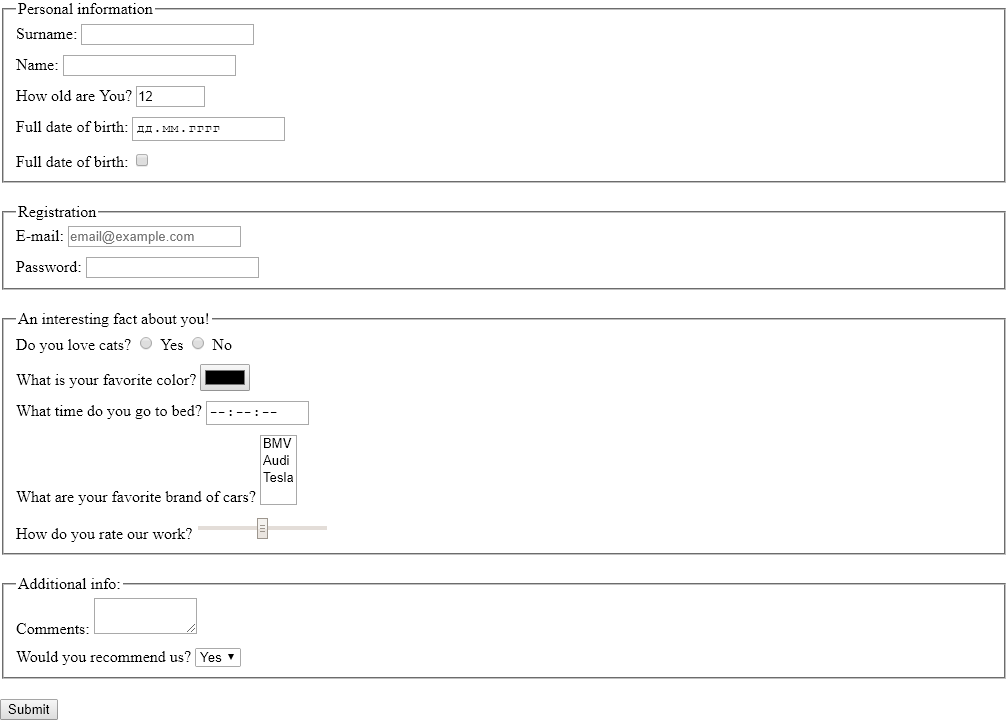 Personal information
Surname:
Name:
How old are You? 12
Full date of birth: дд.мм.гггг
Full date of birth:
Registration
E-mail: email@example.com
Password:
An interesting fact about you!
Do you love cats? Yes No
What is your favorite color?
What time do you go to bed? --:--:--
BMV
Audi
Tesla
What are your favorite brand of cars?
How do you rate our work?
Additional info:
Comments:
Would you recommend us? Yes
Submit